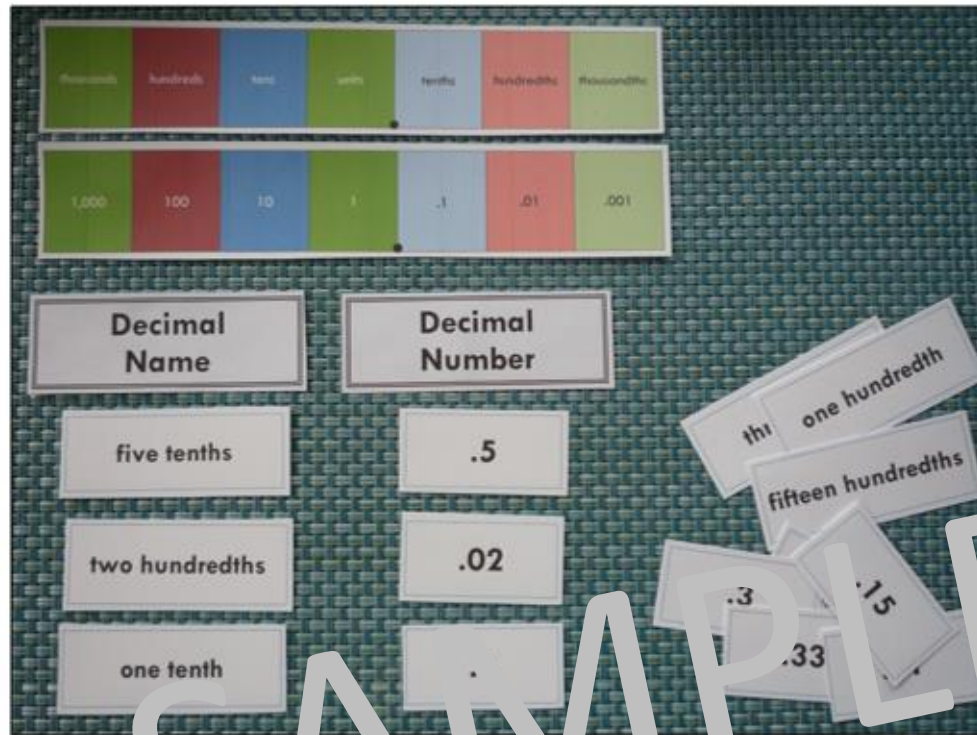 thousands hundreds tens units tenths hundredths thousandths
1,000 100 10 1 .1 .01 .001
Decimal
Name
Decimal
Number
five tenths
.5
two hundredths
.02
one tenth
.
one hundredth
fifteen hundredths
.3
.15
.33
SAMPL